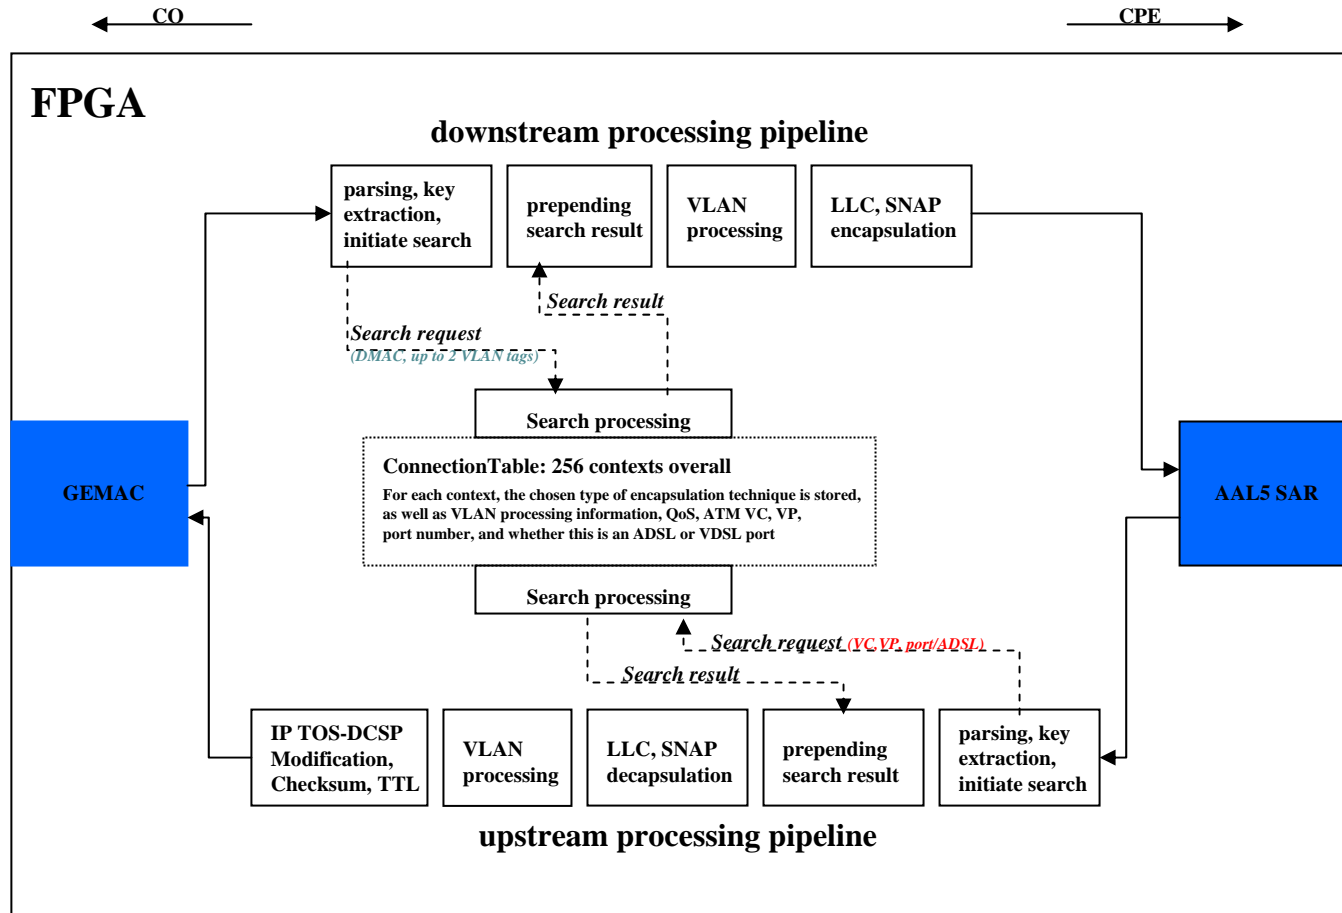 CO
CPE
FPGA
downstream processing pipeline
parsing, key
extraction,
initiate search
prepending
search result
VLAN
processing
LLC, SNAP
encapsulation
Search result
Search request
(DMAC, up to 2 VLAN tags)
Search processing
ConnectionTable: 256 contexts overall
For each context, the chosen type of encapsulation technique is stored,
as well as VLAN processing information, QoS, ATM VC, VP,
port number, and whether this is an ADSL or VDSL port
GEMAC
AAL5 SAR
Search processing
Search request (VC,VP, port/ADSL)
Search result
IP TOS-DCSP
Modification,
Checksum, TTL
VLAN
processing
LLC, SNAP
decapsulation
prepending
search result
parsing, key
extraction,
initiate search
upstream processing pipeline